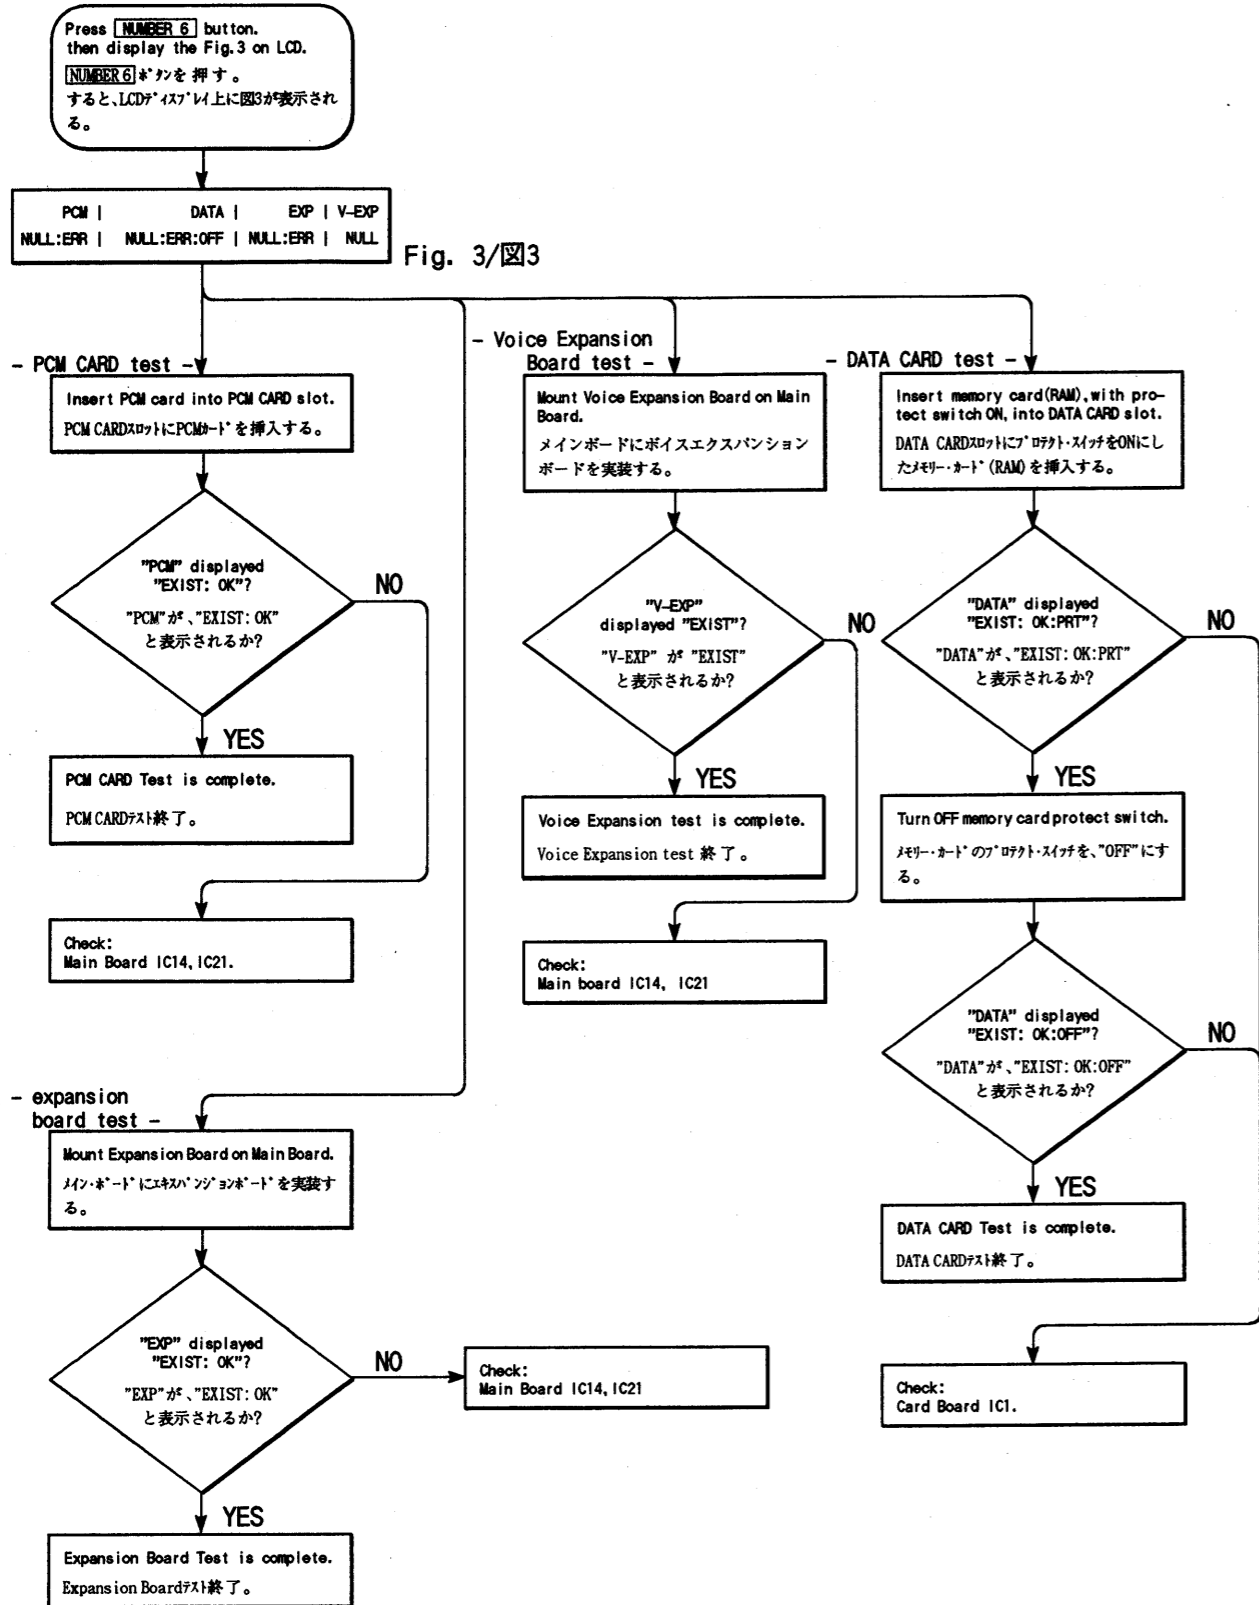 Press NUMBER 6 button.
then display the Fig.3 on LCD.
NUMBER 6 ﾎﾞﾀﾝを 押 す 。
すると、LCDﾃﾞｨｽﾌﾟﾚｲ上に図3が表示され
る。
PCM | DATA | EXP | V-EXP
NULL:ERR | NULL:ERR:OFF | NULL:ERR | NULL
Fig. 3/図3
- PCM CARD test -
Insert PCM card into PCM CARD slot.
PCM CARDｽﾛｯﾄにPCMｶｰﾄﾞを挿入する。
"PCM" displayed
"EXIST: OK"?
"PCM"が、"EXIST: OK"
と表示されるか?
NO
YES
PCM CARD Test is complete.
PCM CARDﾃｽﾄ終了。
Check:
Main Board IC14, IC21.
- expansion
board test -
Mount Expansion Board on Main Board.
ﾒｲﾝ･ﾎﾞｰﾄﾞにｴｷｽﾊﾟﾝｼﾞｮﾝﾎﾞｰﾄﾞを実装す
る。
"EXP" displayed
"EXIST: OK"?
"EXP"が、"EXIST: OK"
と表示されるか?
NO
Check:
Main Board IC14, IC21
YES
Expansion Board Test is complete.
Expansion Boardﾃｽﾄ終了。
- Voice Expansion
Board test -
Mount Voice Expansion Board on Main
Board.
メインボードにボイスエクスパンション
ボードを実装する。
"V-EXP"
displayed "EXIST"?
"V-EXP" が "EXIST"
と表示されるか?
NO
YES
Voice Expansion test is complete.
Voice Expansion test 終了。
Check:
Main board IC14, IC21
- DATA CARD test -
Insert memory card(RAM), with pro-
tect switch ON, into DATA CARD slot.
DATA CARDｽﾛｯﾄにﾌﾟﾛﾃｸﾄ･ｽｲｯﾁをONにし
たﾒﾓﾘｰ･ｶｰﾄﾞ(RAM)を挿入する。
"DATA" displayed
"EXIST: OK:PRT"?
"DATA"が、"EXIST: OK:PRT"
と表示されるか?
NO
YES
Turn OFF memory card protect switch.
ﾒﾓﾘｰ･ｶｰﾄﾞのﾌﾟﾛﾃｸﾄ･ｽｲｯﾁを、"OFF"にす
る。
"DATA" displayed
"EXIST: OK:OFF"?
"DATA"が、"EXIST: OK:OFF"
と表示されるか?
NO
YES
DATA CARD Test is complete.
DATA CARDﾃｽﾄ終了。
Check:
Card Board IC1.